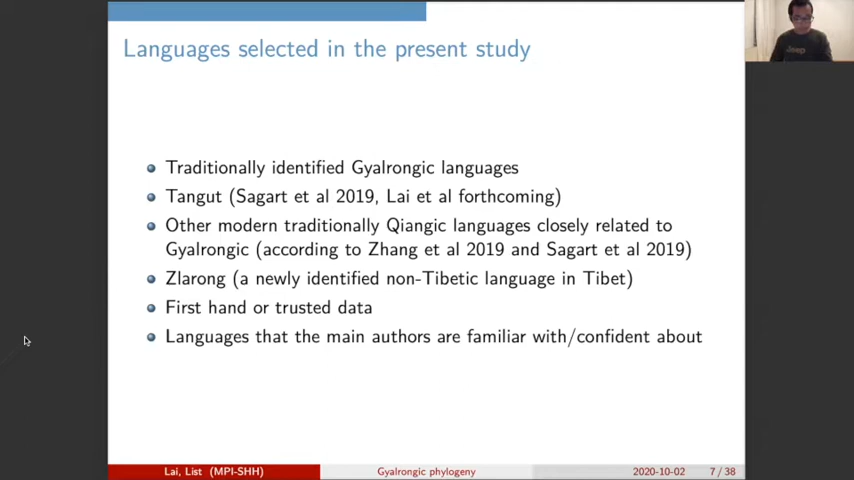 Languages selected in the present study
Jeep
Traditionally identified Gyalrongic languages
Tangut (Sagart et al 2019, Lai et al forthcoming)
Other modern traditionally Qiangic languages closely related to
Gyalrongic (according to Zhang et al 2019 and Sagart et al 2019)
Zlarong (a newly identified non-Tibetic language in Tibet)
First hand or trusted data
Languages that the main authors are familiar with/confident about
Lai, List (MPI-SHH) Gyalrongic phylogeny 2020-10-02 7 / 38